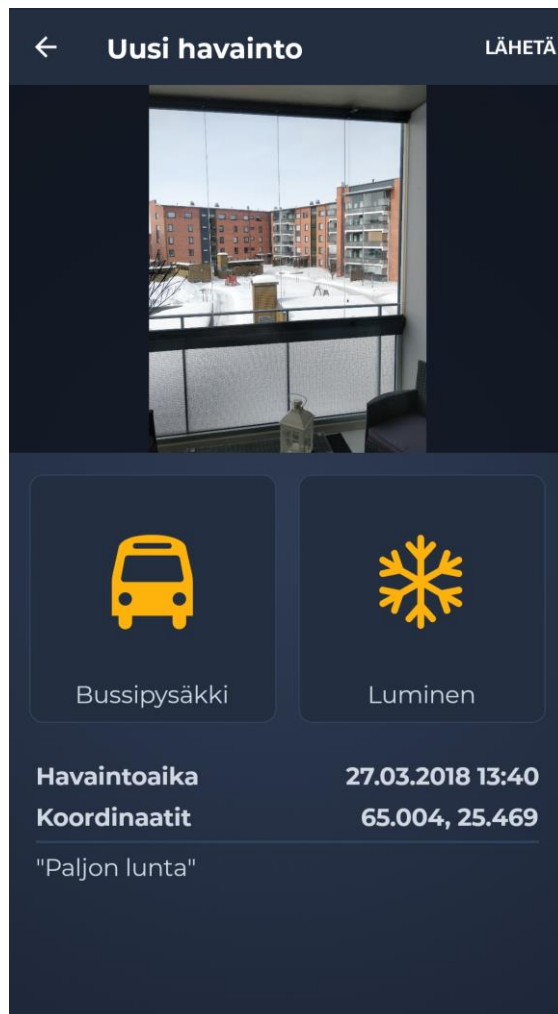 Uusi havainto LÄHETÄ
Bussipysäkki Luminen
Havaintoaika 27.03.2018 13:40
Koordinaatit 65.004, 25.469
"Paljon lunta"